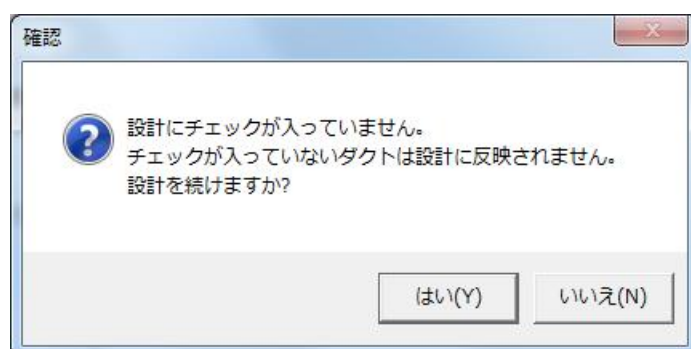 確認
設計にチェックが入っていません。
チェックが入っていないダクトは設計に反映されません。
設計を続けますか?
はい(Y)
いいえ(N)